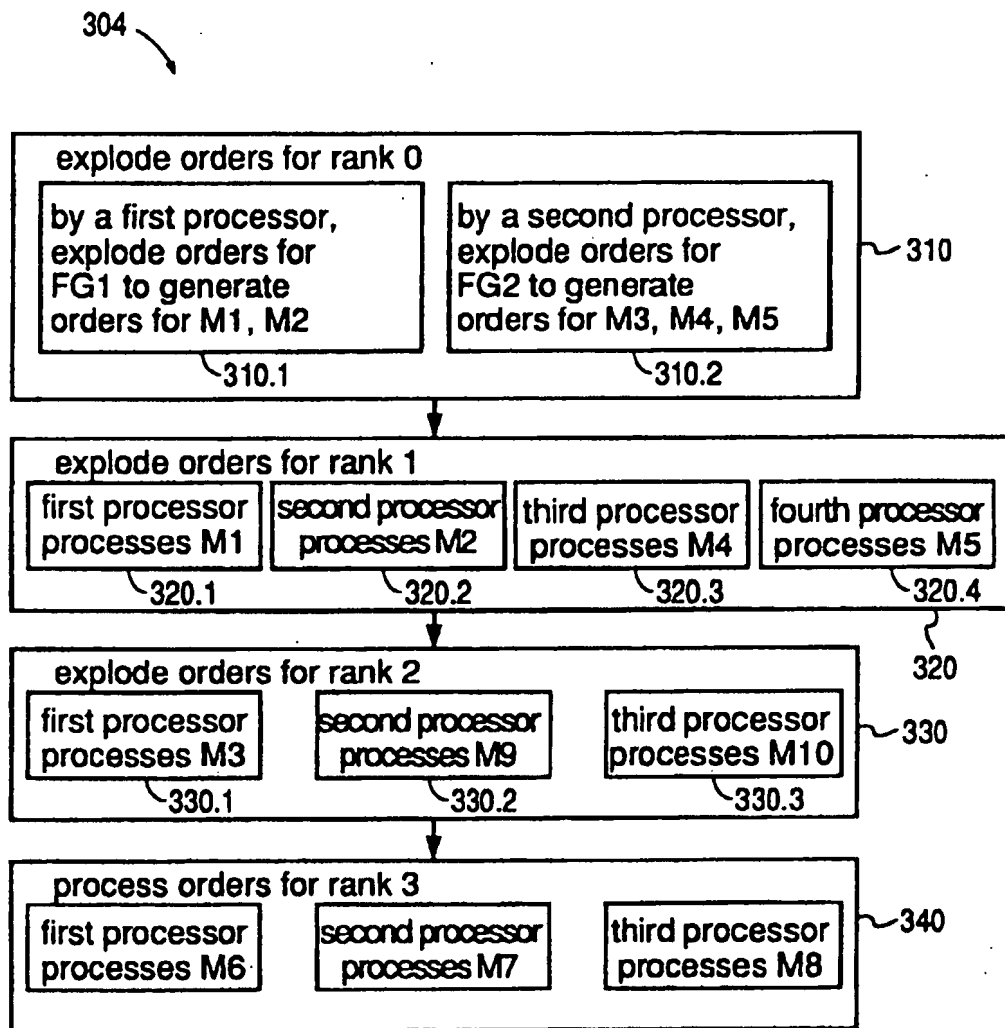 304
explode orders for rank 0
by a first processor,
explode orders for
FG1 to generate
orders for M1, M2
310.1
by a second processor,
explode orders for
FG2 to generate
orders for M3, M4, M5
310.2
310
explode orders for rank 1
first processor
processes M1
320.1
second processor
processes M2
320.2
third processor
processes M4
320.3
fourth processor
processes M5
320.4
320
explode orders for rank 2
first processor
processes M3
330.1
second processor
processes M9
330.2
third processor
processes M10
330.3
330
process orders for rank 3
first processor
processes M6
second processor
processes M7
third processor
processes M8
340